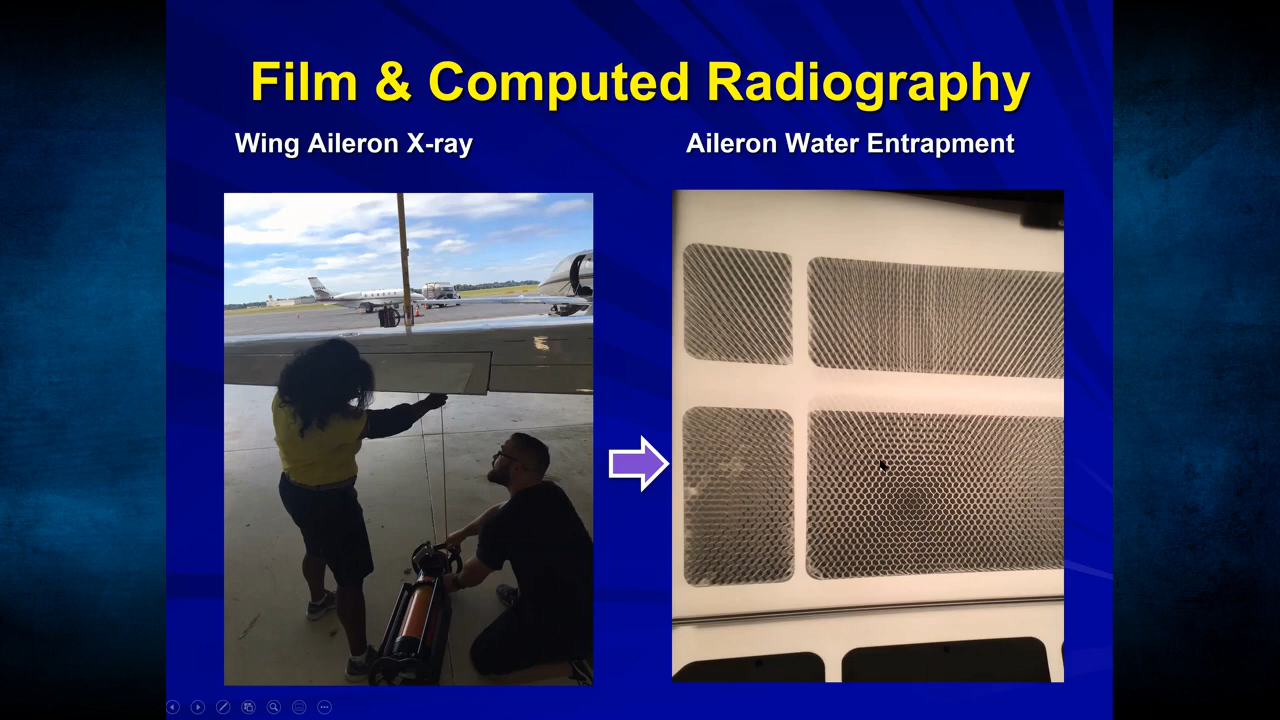 Film & Computed Radiography
Wing Aileron X-ray
Aileron Water Entrapment